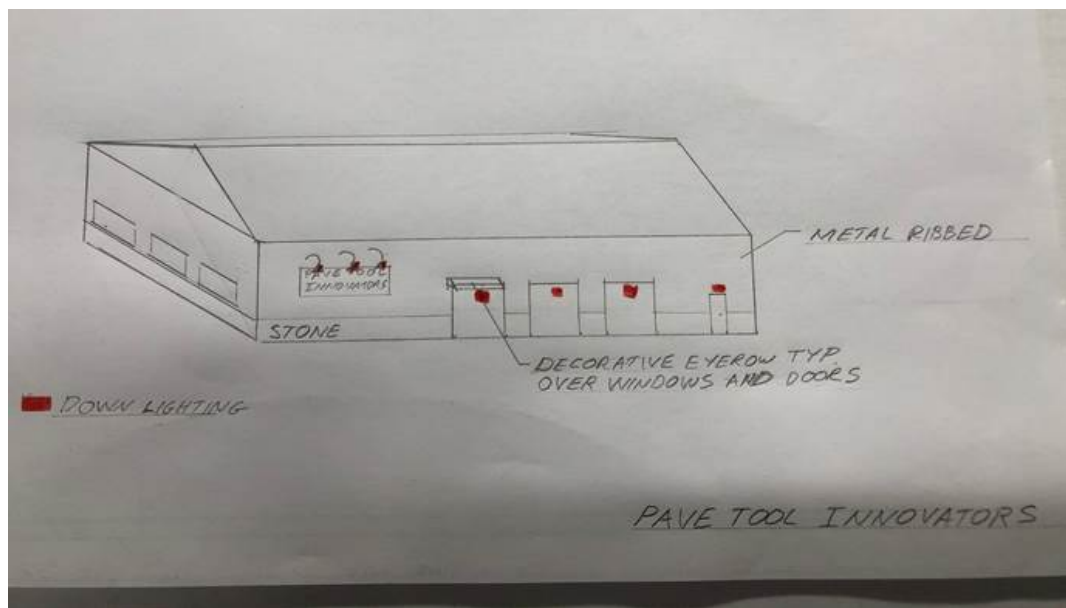 METAL RIBBED
PAVE TOOL
INNOVATORS
STONE
DECORATIVE EYEROW TYP.
OVER WINDOWS AND DOORS
DOWN LIGHTING
PAVE TOOL INNOVATORS